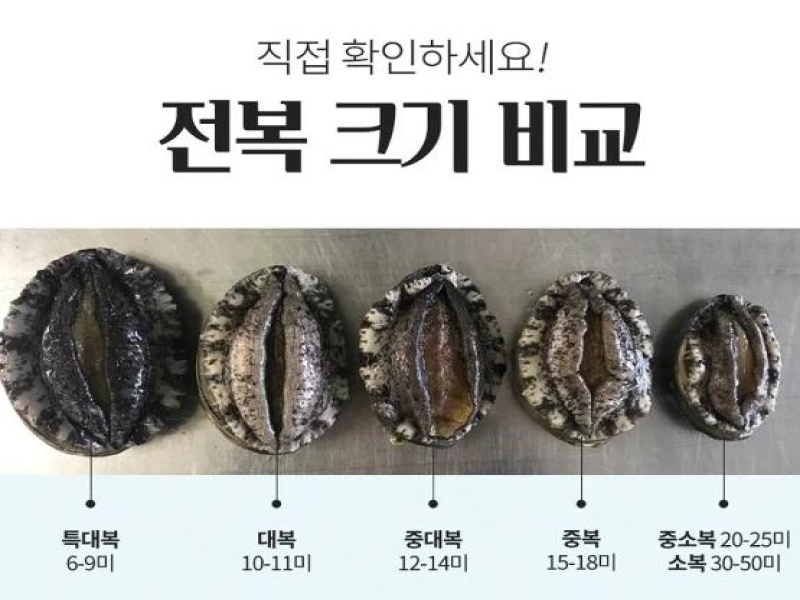 직접 확인하세요!
전복 크기 비교
특대복
6-9미
대복
10-11미
중대복
12-14미
중복
15-18미
중소복 20-25미
소복 30-50미